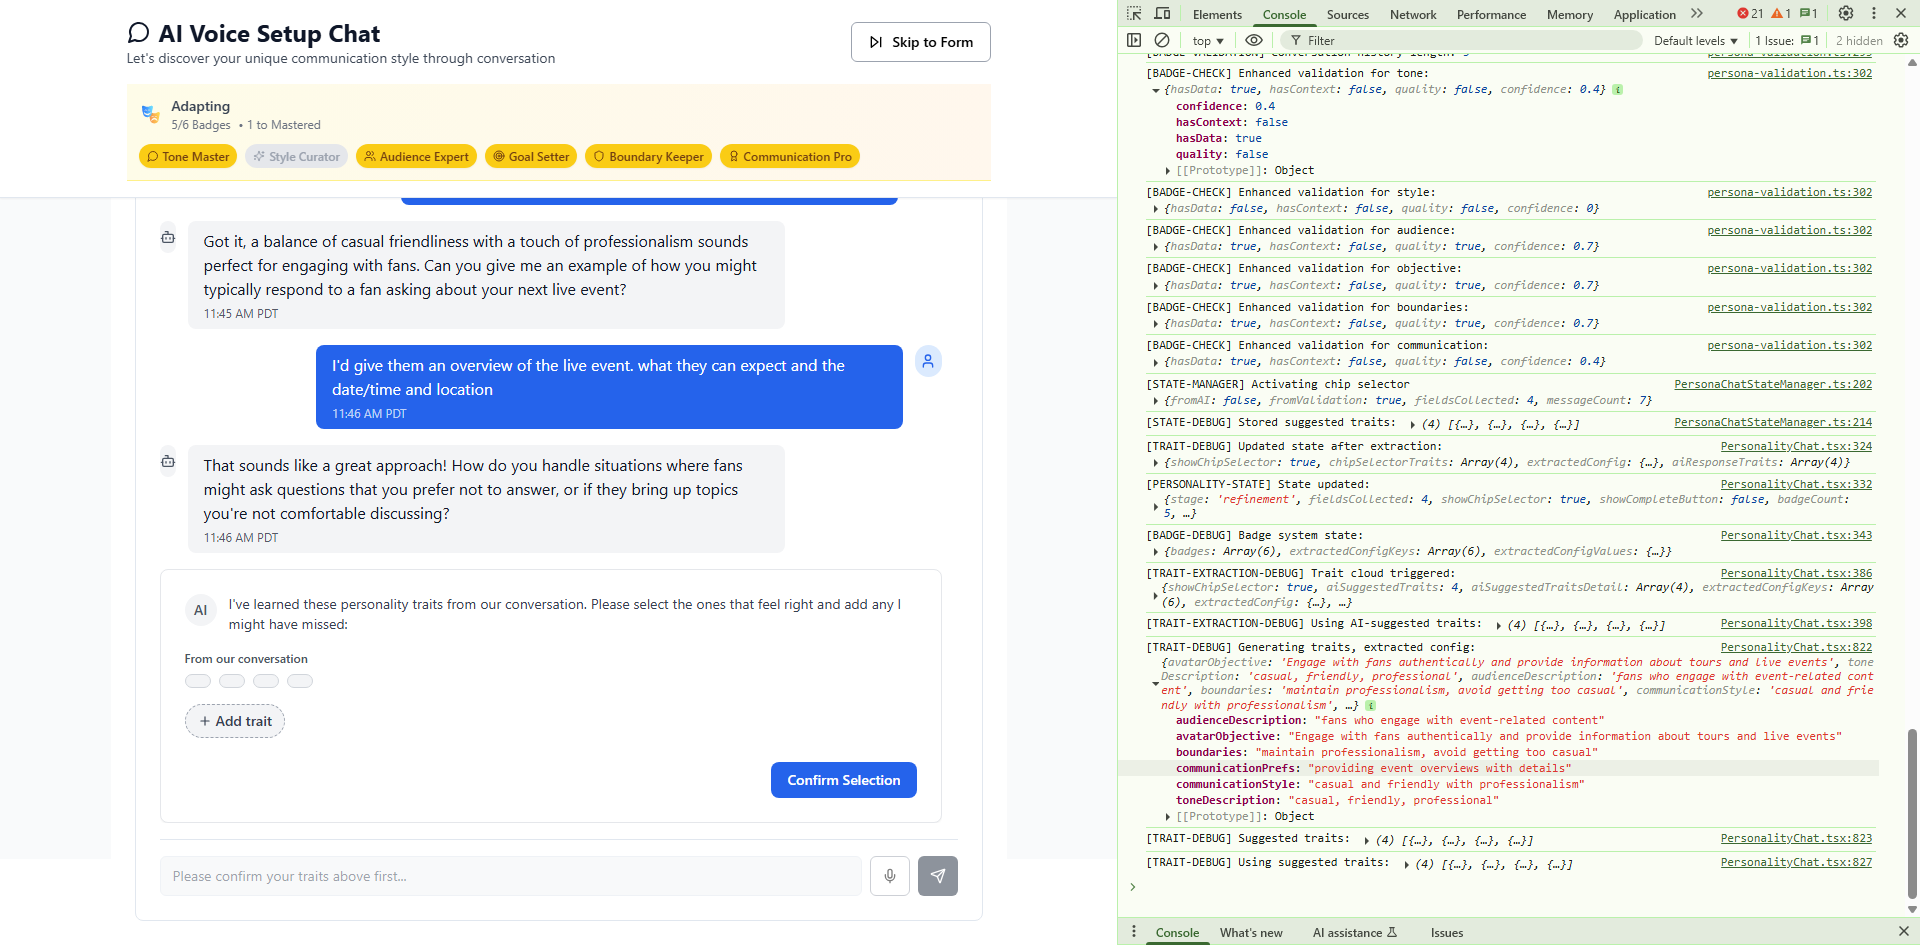 AI Voice Setup Chat
Let's discover your unique communication style through conversation
Skip to Form
Adapting
5/6 Badges • 1 to Mastered
Tone Master
Style Curator
Audience Expert
Goal Setter
Boundary Keeper
Communication Pro
Got it, a balance of casual friendliness with a touch of professionalism sounds
perfect for engaging with fans. Can you give me an example of how you might
typically respond to a fan asking about your next live event?
11:45 AM PDT
I'd give them an overview of the live event. what they can expect and the
date/time and location
11:46 AM PDT
That sounds like a great approach! How do you handle situations where fans
might ask questions that you prefer not to answer, or if they bring up topics
you're not comfortable discussing?
11:46 AM PDT
AI
I've learned these personality traits from our conversation. Please select the ones that feel right and add any I
might have missed:
From our conversation
+ Add trait
Confirm Selection
Please confirm your traits above first...
Elements Console Sources Network Performance Memory Application 21 1 1
top Filter Default levels 1 Issue: 1 2 hidden
[BADGE-CHECK] Enhanced validation for tone: persona-validation.ts:302
{hasData: true, hasContext: false, quality: false, confidence: 0.4}
confidence: 0.4
hasContext: false
hasData: true
quality: false
[[Prototype]]: Object
[BADGE-CHECK] Enhanced validation for style: persona-validation.ts:302
{hasData: false, hasContext: false, quality: false, confidence: 0}
[BADGE-CHECK] Enhanced validation for audience: persona-validation.ts:302
{hasData: true, hasContext: false, quality: true, confidence: 0.7}
[BADGE-CHECK] Enhanced validation for objective: persona-validation.ts:302
{hasData: true, hasContext: false, quality: true, confidence: 0.7}
[BADGE-CHECK] Enhanced validation for boundaries: persona-validation.ts:302
{hasData: true, hasContext: false, quality: true, confidence: 0.7}
[BADGE-CHECK] Enhanced validation for communication: persona-validation.ts:302
{hasData: true, hasContext: false, quality: false, confidence: 0.4}
[STATE-MANAGER] Activating chip selector PersonaChatStateManager.ts:202
{fromAI: false, fromValidation: true, fieldsCollected: 4, messageCount: 7}
[STATE-DEBUG] Stored suggested traits: (4) [{…}, {…}, {…}, {…}] PersonaChatStateManager.ts:214
[TRAIT-DEBUG] Updated state after extraction: PersonalityChat.tsx:324
{showChipSelector: true, chipSelectorTraits: Array(4), extractedConfig: {…}, aiResponseTraits: Array(4)}
[PERSONALITY-STATE] State updated: PersonalityChat.tsx:332
{stage: 'refinement', fieldsCollected: 4, showChipSelector: true, showCompleteButton: false, badgeCount:
5, …}
[BADGE-DEBUG] Badge system state: PersonalityChat.tsx:343
{badges: Array(6), extractedConfigKeys: Array(6), extractedConfigValues: {…}}
[TRAIT-EXTRACTION-DEBUG] Trait cloud triggered: PersonalityChat.tsx:386
{showChipSelector: true, aiSuggestedTraits: 4, aiSuggestedTraitsDetail: Array(4), extractedConfigKeys: Array
(6), extractedConfig: {…}, …}
[TRAIT-EXTRACTION-DEBUG] Using AI-suggested traits: (4) [{…}, {…}, {…}, {…}] PersonalityChat.tsx:398
[TRAIT-DEBUG] Generating traits, extracted config: PersonalityChat.tsx:822
{avatarObjective: 'Engage with fans authentically and provide information about tours and live events', tone
Description: 'casual, friendly, professional', audienceDescription: 'fans who engage with event-related cont
ent', boundaries: 'maintain professionalism, avoid getting too casual', communicationStyle: 'casual and frie
ndly with professionalism', …}
audienceDescription: "fans who engage with event-related content"
avatarObjective: "Engage with fans authentically and provide information about tours and live events"
boundaries: "maintain professionalism, avoid getting too casual"
communicationPrefs: "providing event overviews with details"
communicationStyle: "casual and friendly with professionalism"
toneDescription: "casual, friendly, professional"
[[Prototype]]: Object
[TRAIT-DEBUG] Suggested traits: (4) [{…}, {…}, {…}, {…}] PersonalityChat.tsx:823
[TRAIT-DEBUG] Using suggested traits: (4) [{…}, {…}, {…}, {…}] PersonalityChat.tsx:827
Console What's new AI assistance Issues